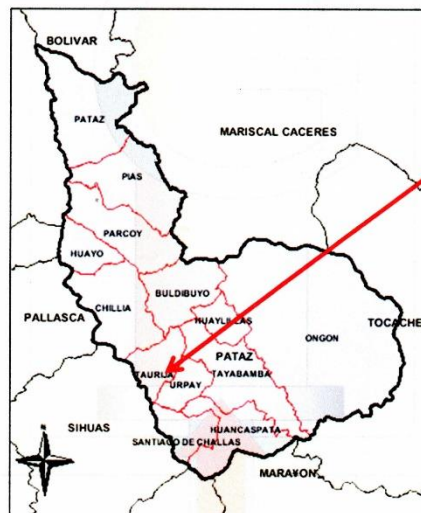 BOLIVAR
PATAZ
MARISCAL CACERES
PIAS
PARCOY
HUAYO
BULDIBUYO
CHILLIA
PALLASCA
HUAYLILLAS
TOCACHE
ONGON
PATAZ
TAURIJA
TAYABAMBA
URPAY
SIHUAS
HUANCASPATA
SANTIAGO DE CHALLAS
MARAÑON